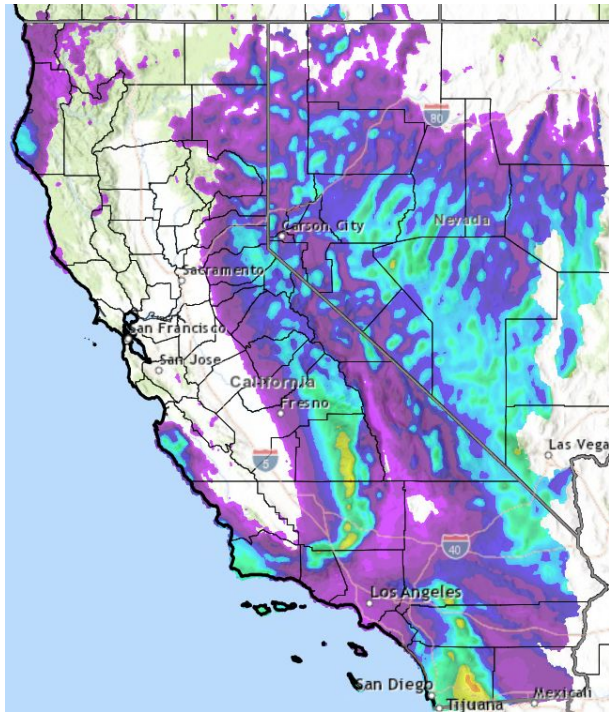 80
Nevada
Carson City
Sacramento
San Francisco
San Jose
California
Fresno
Las Vega
5
40
Los Angeles
San Diego
Mexicali
Tijuana